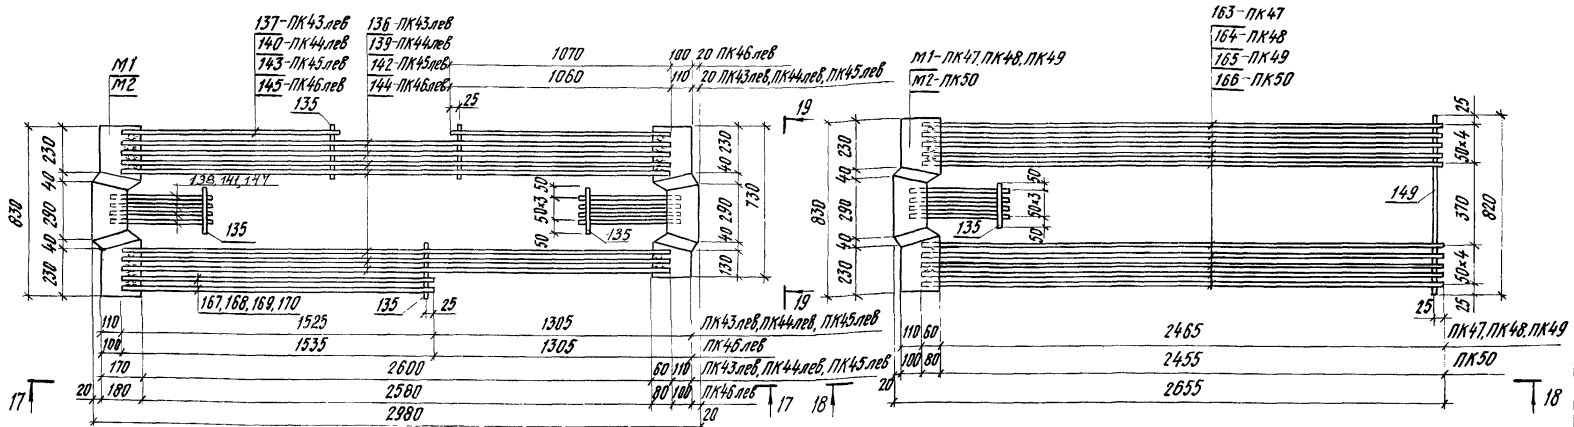 137-ПК43лев
140-ПК44лев
143-ПК45лев
145-ПК46лев
136-ПК43лев
139-ПК44лев
142-ПК45лев
144-ПК46лев
М1
М2
135
1070
100
20 ПК46лев
1060
110
20 ПК43лев, ПК44лев, ПК45лев
25
830
230
40
290
40
230
138, 141, 147
135
50
50×3
50
135
230
40
290
40
130
730
19
19
167, 168, 169, 170
135
25
110
1525
1305
ПК43лев, ПК44лев, ПК45лев
100
1535
1305
ПК46лев
170
2600
60
110
ПК43лев, ПК44лев, ПК45лев
20
180
2580
80
100
ПК46лев
2980
20
17
17
163-ПК47
164-ПК48
165-ПК49
166-ПК50
М1-ПК47, ПК48, ПК49
М2-ПК50
830
230
40
290
40
230
135
50
50×3
50
149
25
50×4
370
50×4
25
820
25
110
60
2465
ПК47, ПК48, ПК49
100
80
2455
ПК50
20
2655
18
18